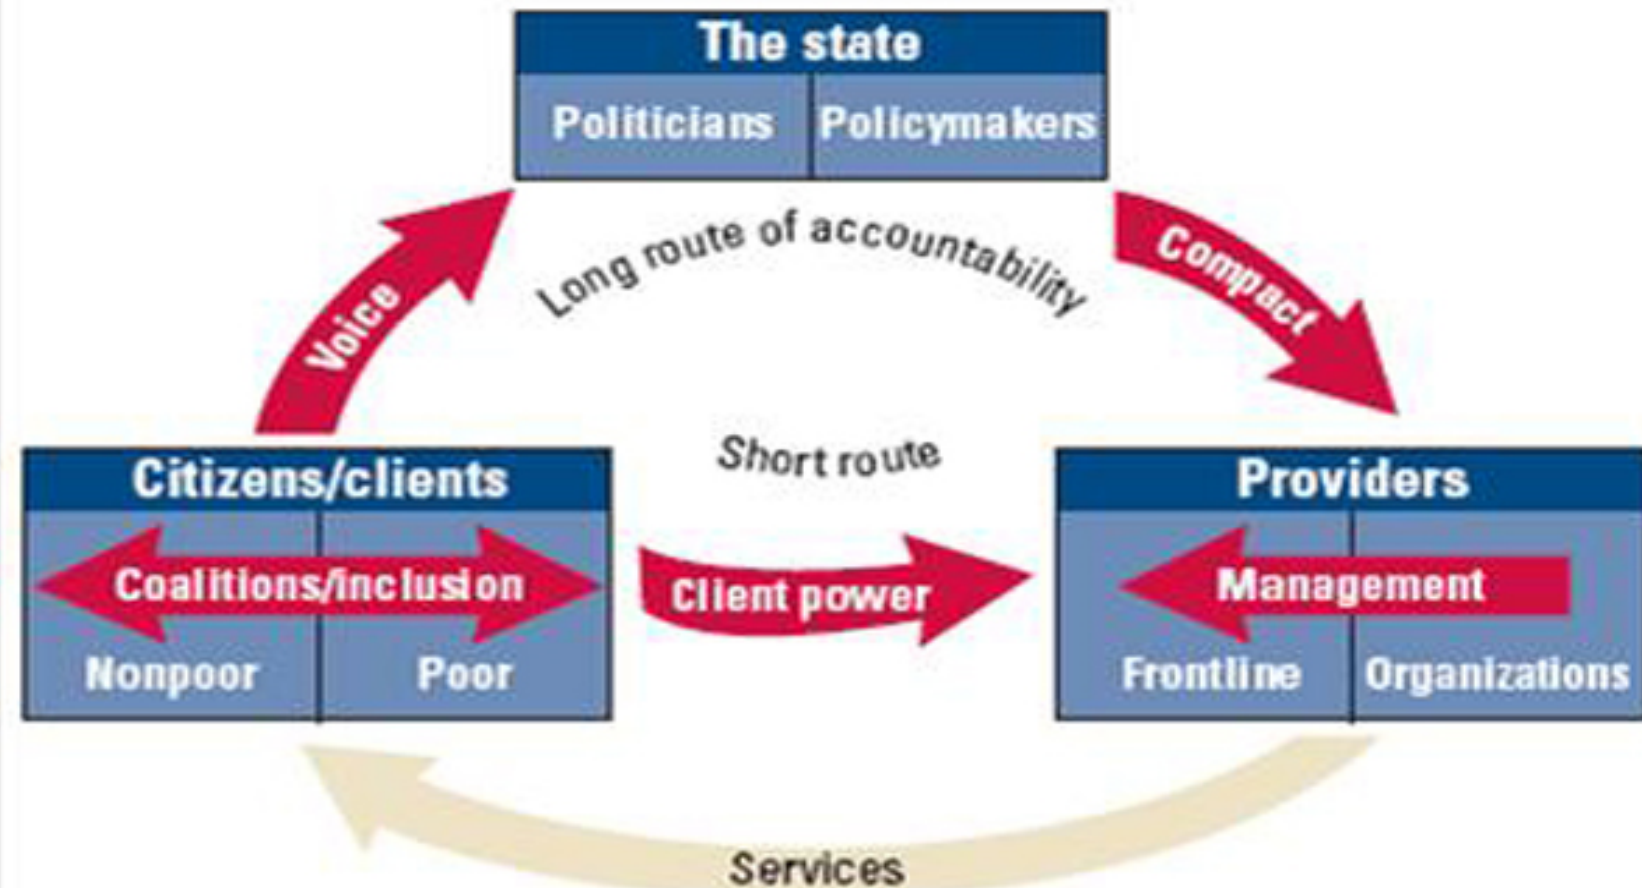 The state
Politicians
Policymakers
Long route of accountability
Voice
Compact
Short route
Citizens/clients
Providers
Coalitions/inclusion
Client power
Management
Nonpoor
Poor
Frontline
Organizations
Services